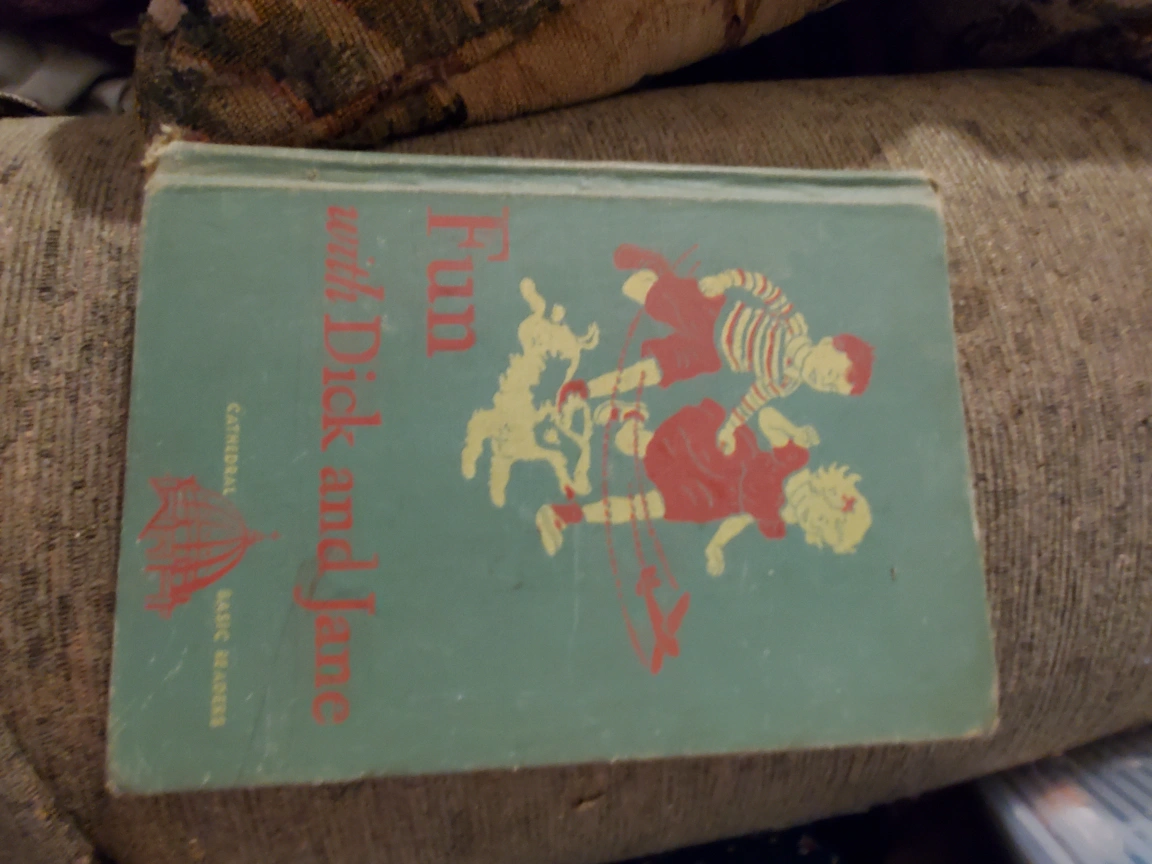 Fun
with Dick and Jane
CATHEDRAL BASIC READERS